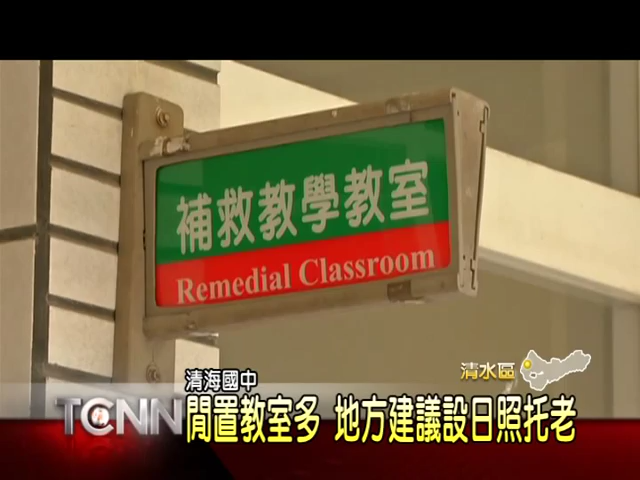 補救教學教室
Remedial Classroom
清海國中
清水區
TCNN
閒置教室多 地方建議設日照托老